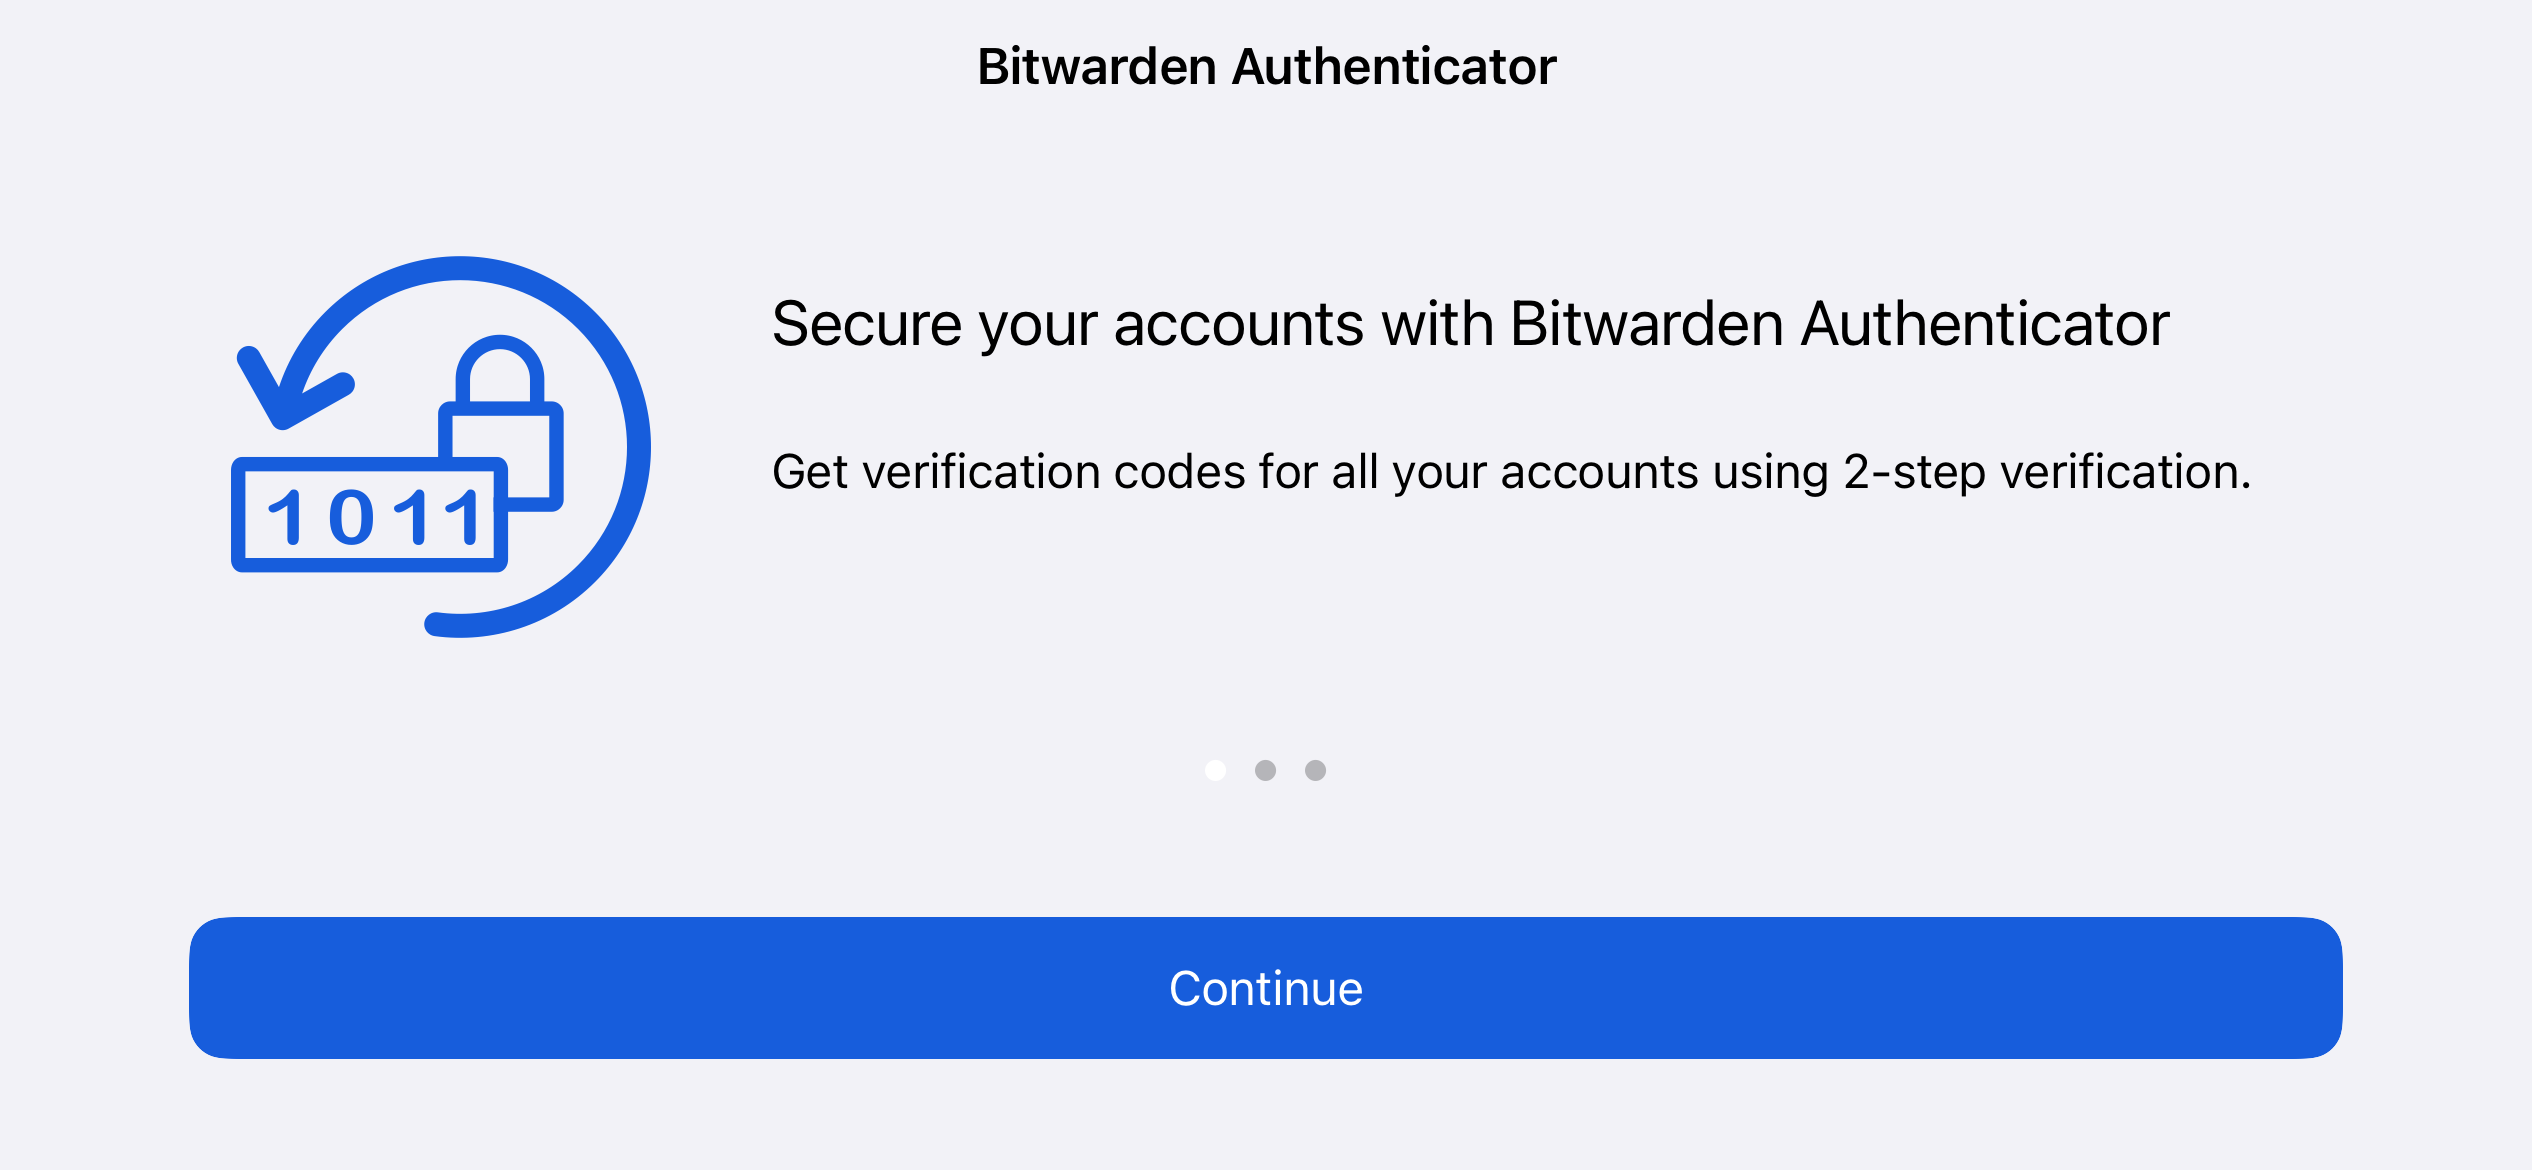 Bitwarden Authenticator
Secure your accounts with Bitwarden Authenticator
Get verification codes for all your accounts using 2-step verification.
1011
Continue